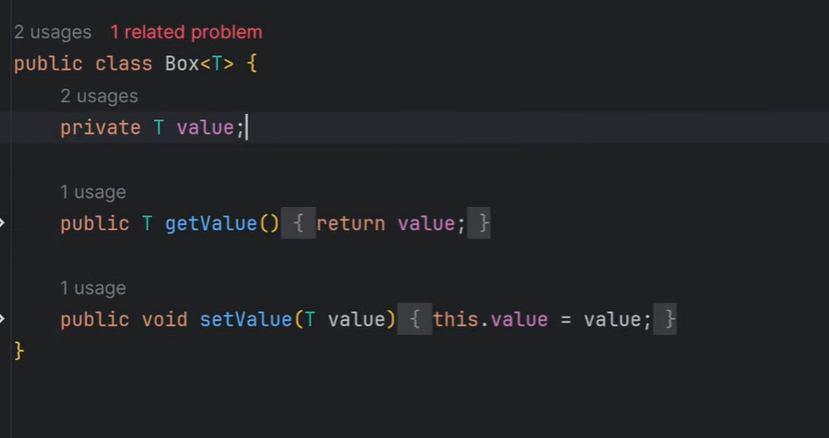 2 usages 1 related problem
public class Box<T> {
2 usages
private T value;
1 usage
public T getValue() { return value; }
1 usage
public void setValue(T value) { this.value = value; }
}